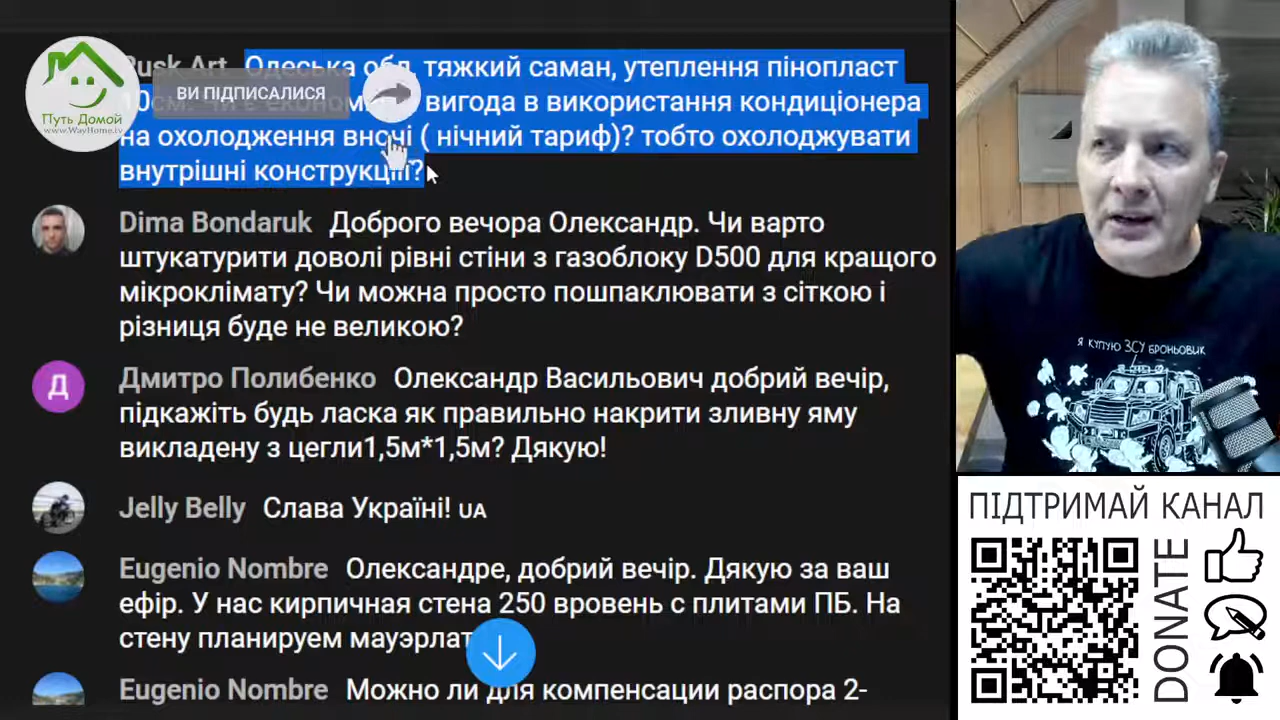 Rusk Art Одеська обл, тяжкий саман, утеплення пінопласт
10см. Чи є вигода в використання кондиціонера
на охолодження вночі ( нічний тариф)? тобто охолоджувати
внутрішні конструкції?
Путь Домой
www.WayHome.tv
ВИ ПІДПИСАЛИСЯ
Dima Bondaruk Доброго вечора Олександр. Чи варто
штукатурити доволі рівні стіни з газоблоку D500 для кращого
мікроклімату? Чи можна просто пошпаклювати з сіткою і
різниця буде не великою?
Д
Дмитро Полибенко Олександр Васильович добрий вечір,
підкажіть будь ласка як правильно накрити зливну яму
викладену з цегли1,5м*1,5м? Дякую!
Jelly Belly Слава Україні! UA
Eugenio Nombre Олександре, добрий вечір. Дякую за ваш
ефір. У нас кирпичная стена 250 вровень с плитами ПБ. На
стену планируем мауэрлат
Eugenio Nombre Можно ли для компенсации распора 2-
Я КУПУЮ ЗСУ БРОНЬОВИК
ПІДТРИМАЙ КАНАЛ
DONATE